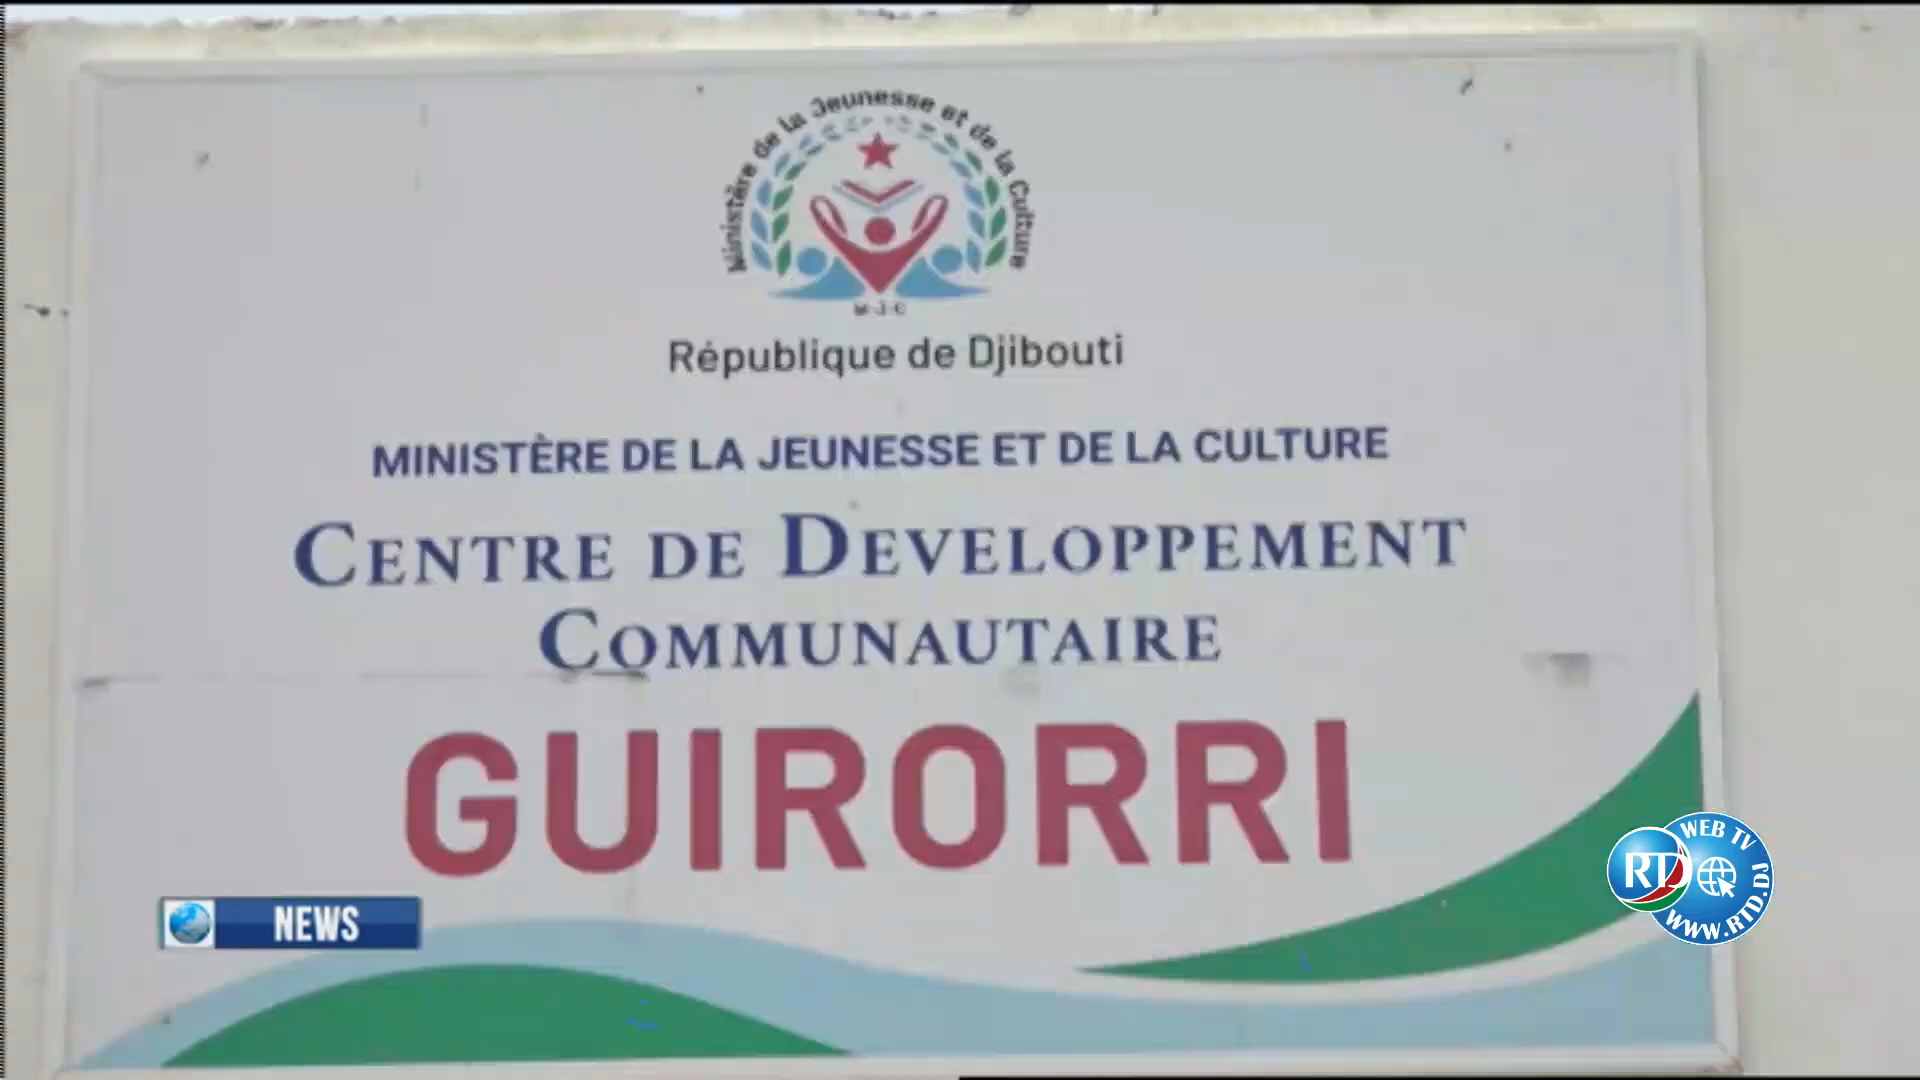 Ministère de la Jeunesse et de la Culture
M-J-C
République de Djibouti
MINISTÈRE DE LA JEUNESSE ET DE LA CULTURE
CENTRE DE DEVELOPPEMENT
COMMUNAUTAIRE
GUIRORRI
NEWS
WEB TV
RTD
WWW.RTD.DJ